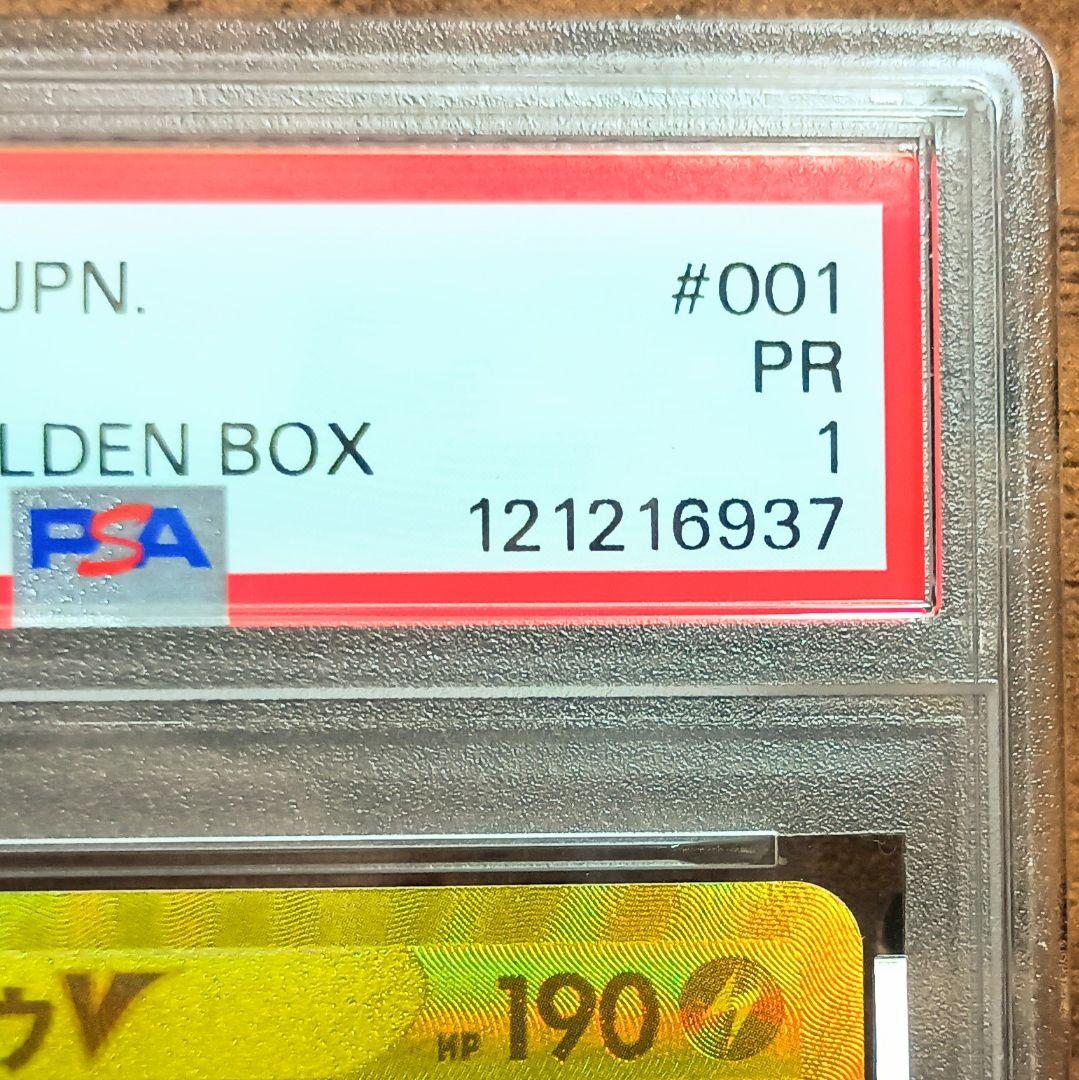 JPN. #001
PR
LDEN BOX 1
PSA 121216937
ウV HP 190